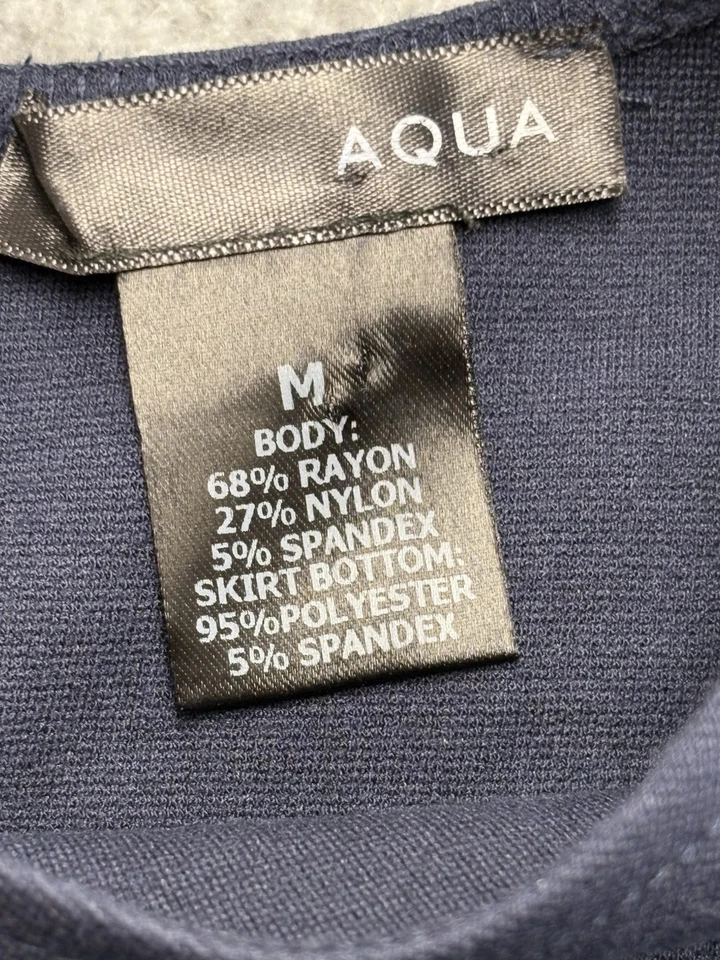 AQUA
M
BODY:
68% RAYON
27% NYLON
5% SPANDEX
SKIRT BOTTOM:
95%POLYESTER
5% SPANDEX